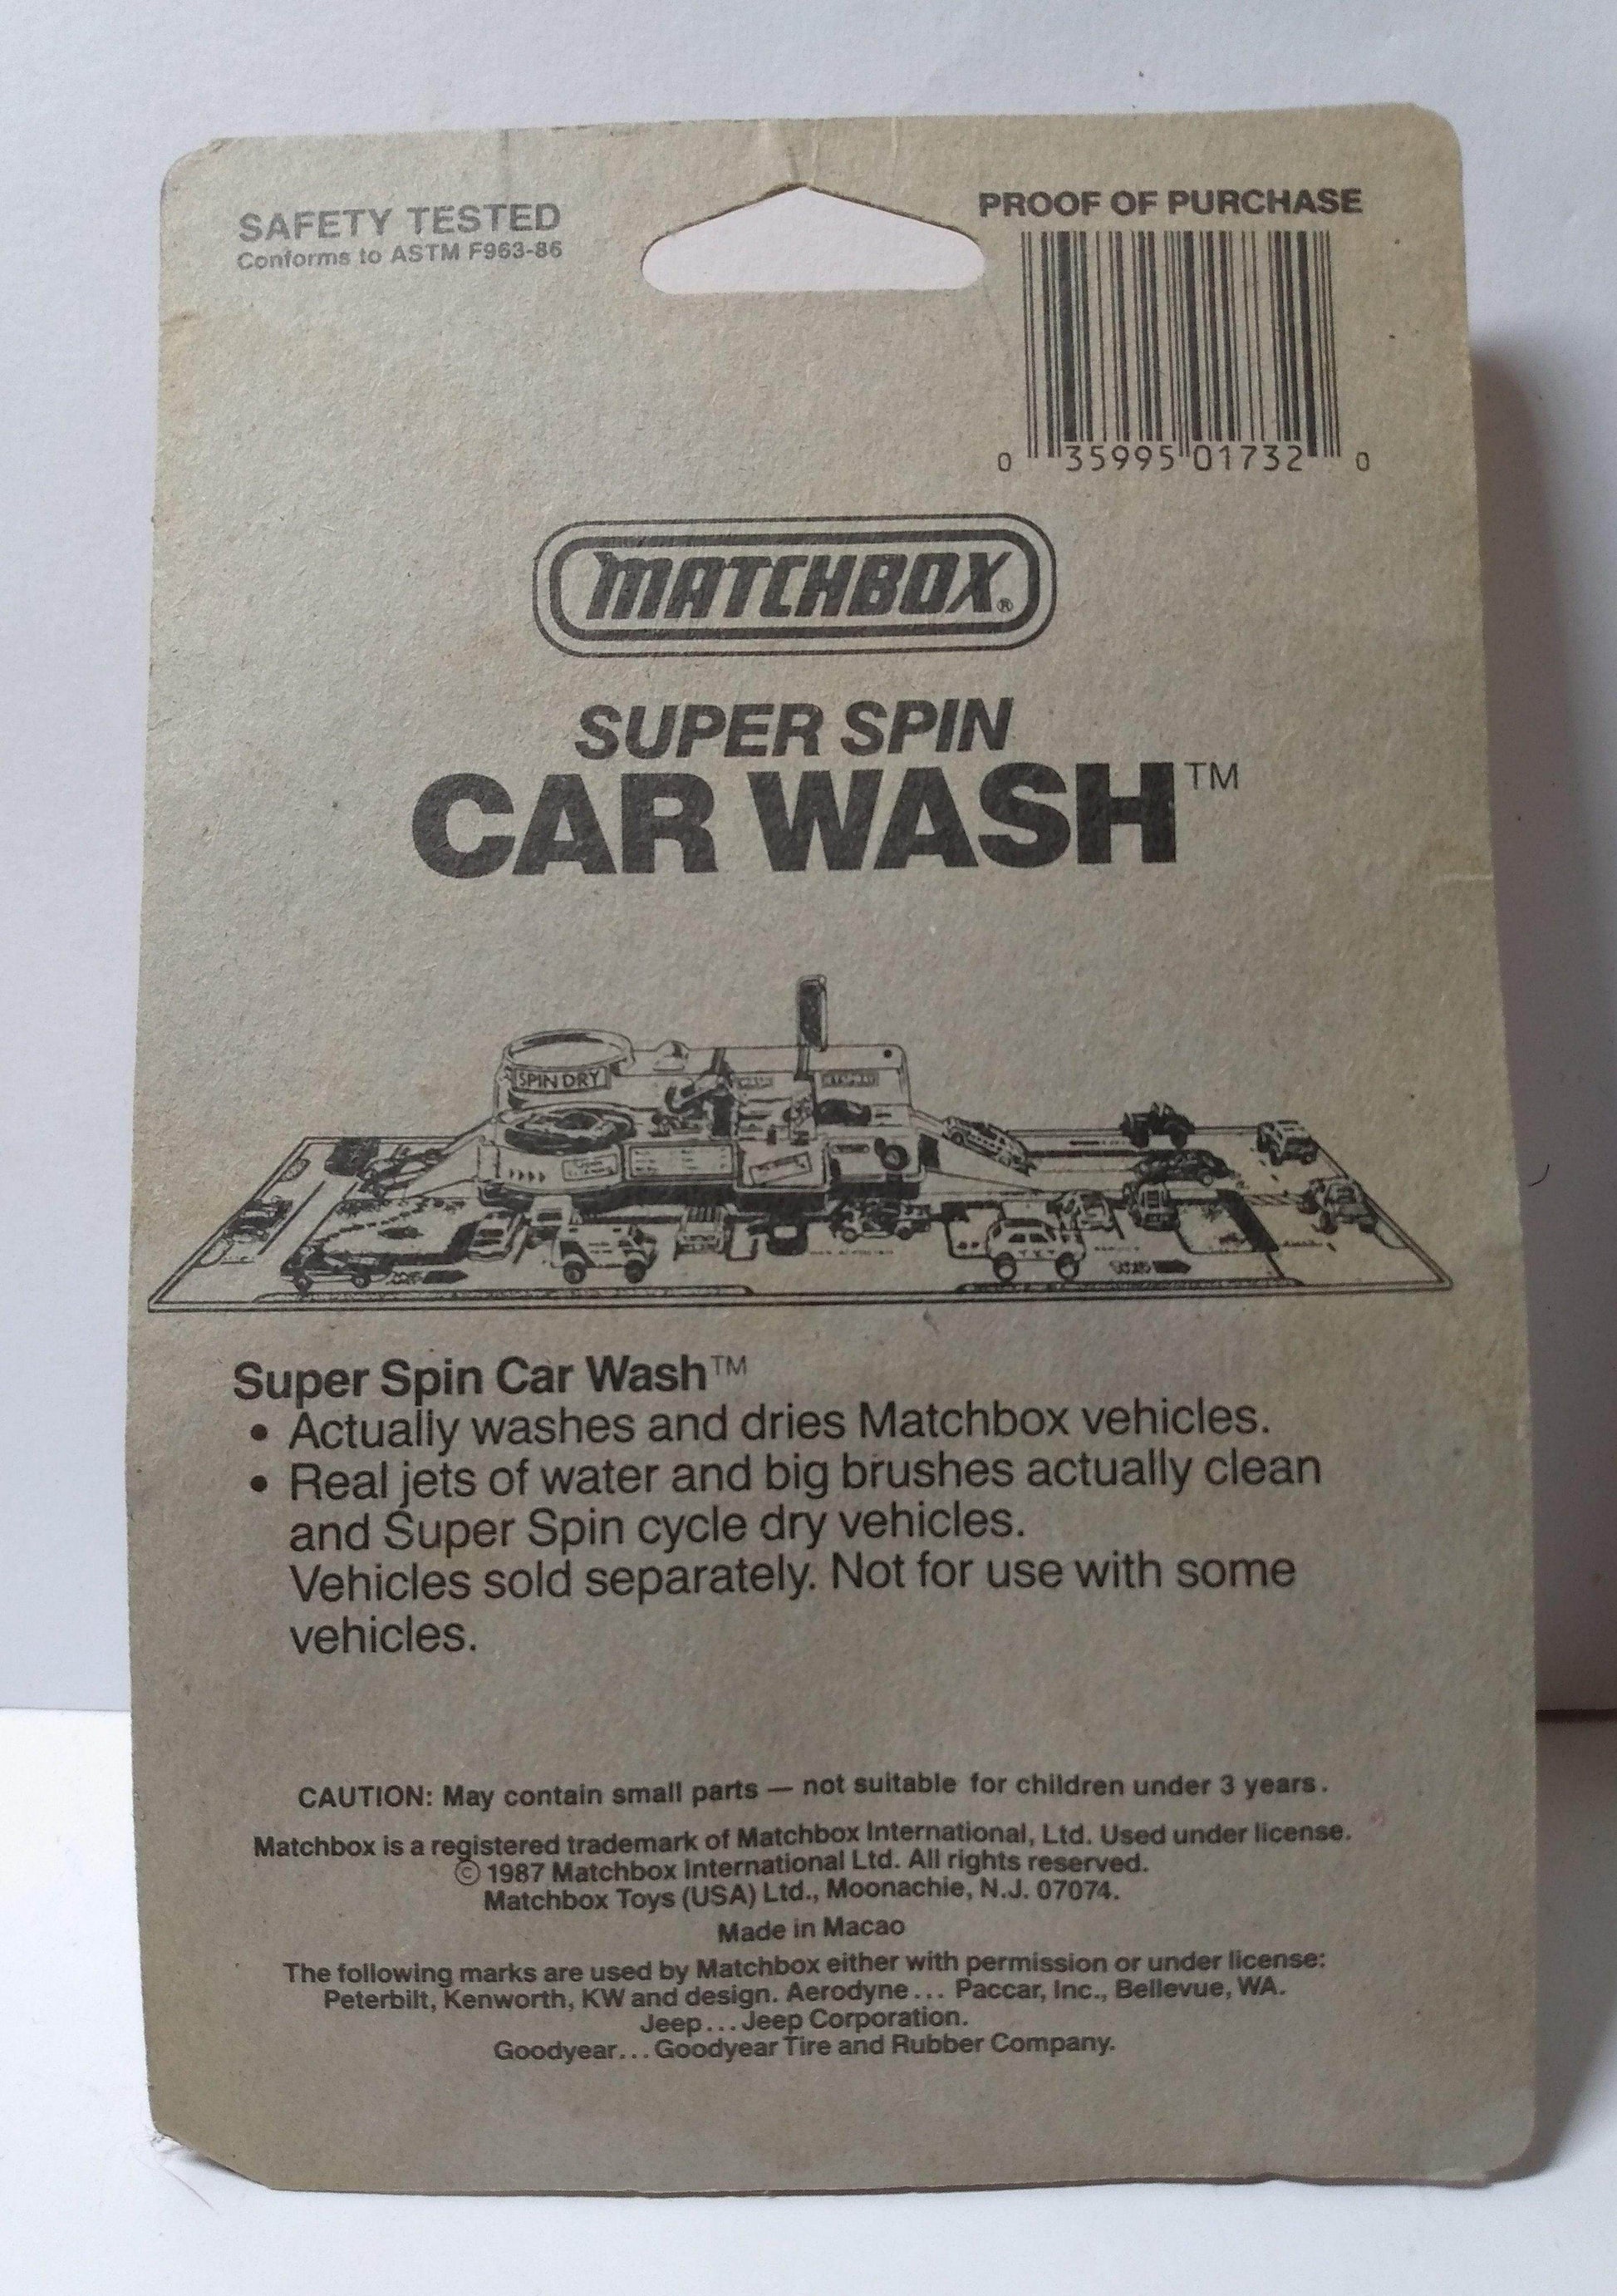 SAFETY TESTED
Conforms to ASTM F963-86
PROOF OF PURCHASE
0 35995 01732 0
MATCHBOX®
SUPER SPIN
CAR WASH™
SPIN DRY
Super Spin Car Wash™
• Actually washes and dries Matchbox vehicles.
• Real jets of water and big brushes actually clean
and Super Spin cycle dry vehicles.
Vehicles sold separately. Not for use with some
vehicles.
CAUTION: May contain small parts — not suitable for children under 3 years.
Matchbox is a registered trademark of Matchbox International, Ltd. Used under license.
© 1987 Matchbox International Ltd. All rights reserved.
Matchbox Toys (USA) Ltd., Moonachie, N.J. 07074.
Made in Macao
The following marks are used by Matchbox either with permission or under license:
Peterbilt, Kenworth, KW and design. Aerodyne... Paccar, Inc., Bellevue, WA.
Jeep...Jeep Corporation.
Goodyear...Goodyear Tire and Rubber Company.